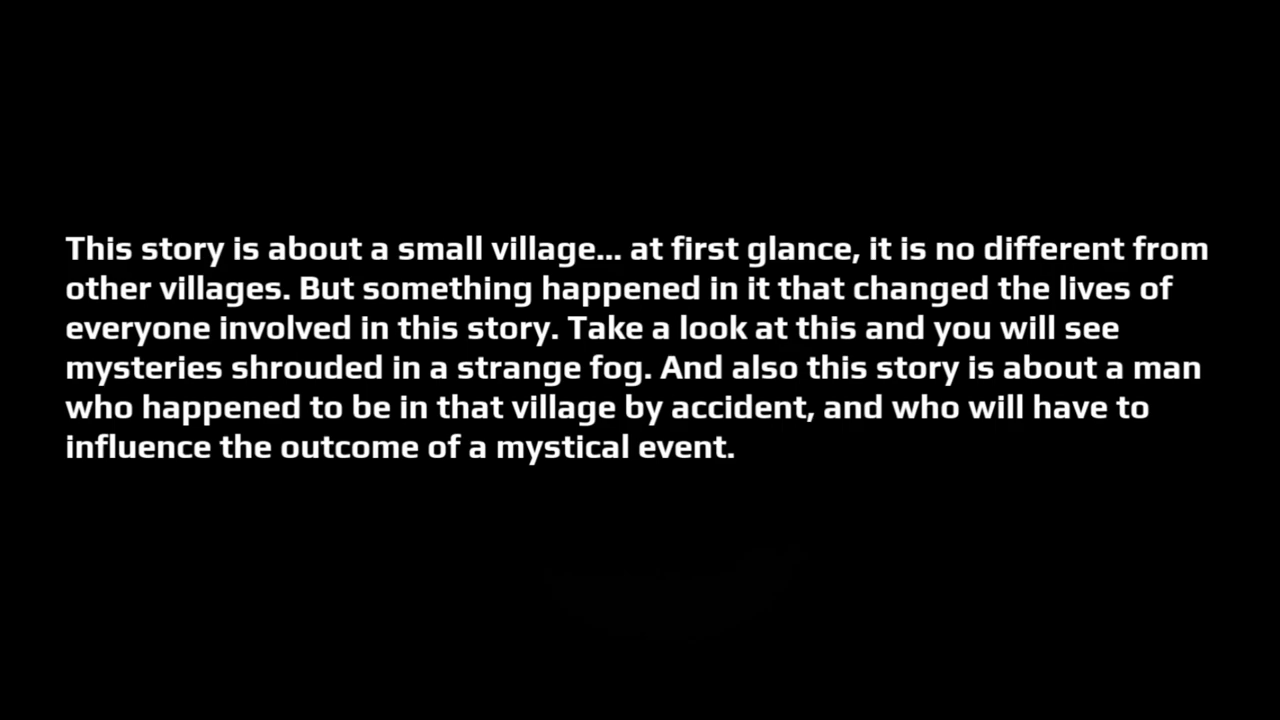 This story is about a small village... at first glance, it is no different from
other villages. But something happened in it that changed the lives of
everyone involved in this story. Take a look at this and you will see
mysteries shrouded in a strange fog. And also this story is about a man
who happened to be in that village by accident, and who will have to
influence the outcome of a mystical event.